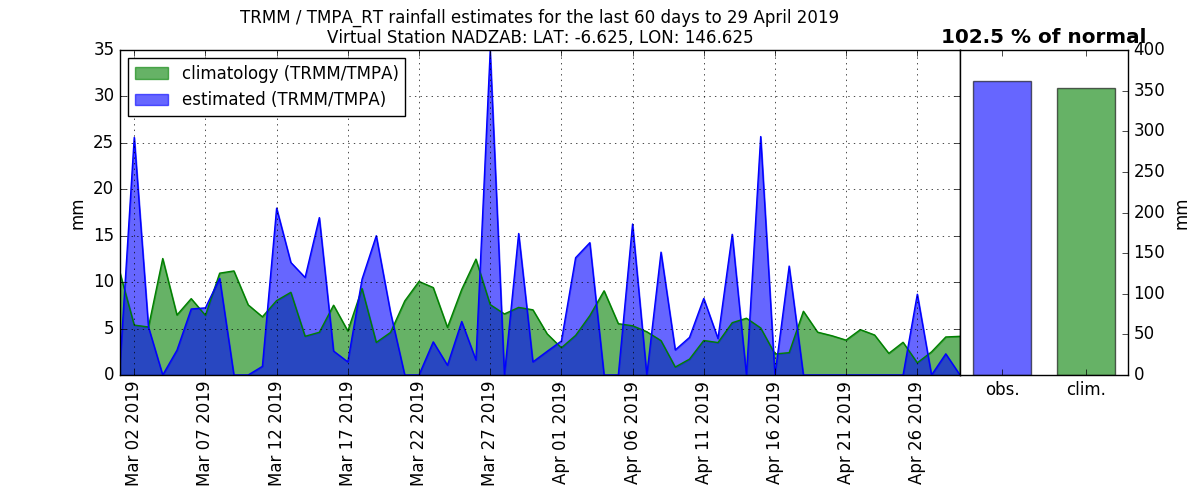 TRMM / TMPA_RT rainfall estimates for the last 60 days to 29 April 2019
Virtual Station NADZAB: LAT: -6.625, LON: 146.625
102.5 % of normal
climatology (TRMM/TMPA)
estimated (TRMM/TMPA)
35
30
25
20
15
10
5
0
mm
Mar 02 2019
Mar 07 2019
Mar 12 2019
Mar 17 2019
Mar 22 2019
Mar 27 2019
Apr 01 2019
Apr 06 2019
Apr 11 2019
Apr 16 2019
Apr 21 2019
Apr 26 2019
400
350
300
250
200
150
100
50
0
mm
obs.
clim.